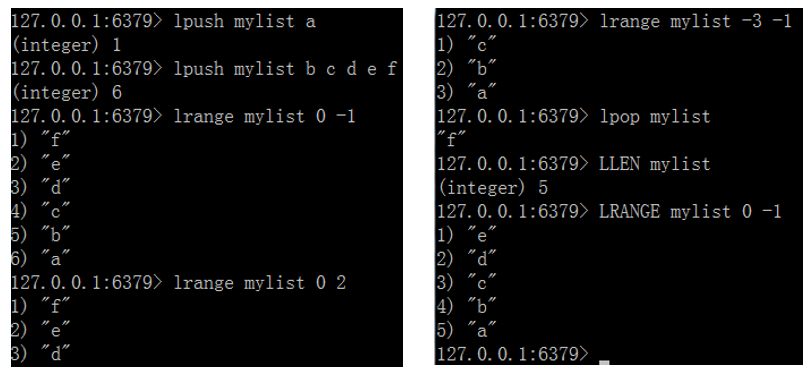 127.0.0.1:6379> lpush mylist a
(integer) 1
127.0.0.1:6379> lpush mylist b c d e f
(integer) 6
127.0.0.1:6379> lrange mylist 0 -1
1) "f"
2) "e"
3) "d"
4) "c"
5) "b"
6) "a"
127.0.0.1:6379> lrange mylist 0 2
1) "f"
2) "e"
3) "d"
127.0.0.1:6379> lrange mylist -3 -1
1) "c"
2) "b"
3) "a"
127.0.0.1:6379> lpop mylist
"f"
127.0.0.1:6379> LLEN mylist
(integer) 5
127.0.0.1:6379> LRANGE mylist 0 -1
1) "e"
2) "d"
3) "c"
4) "b"
5) "a"
127.0.0.1:6379>